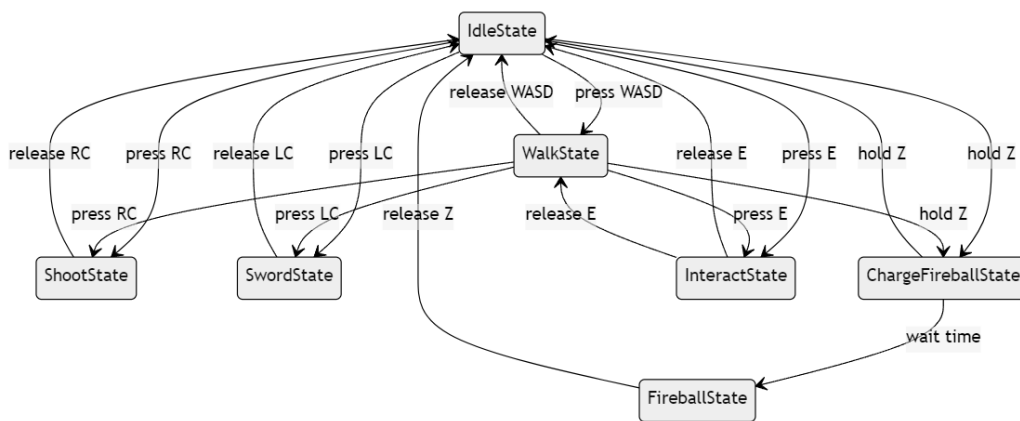 IdleState
release WASD
press WASD
release RC
press RC
release LC
press LC
WalkState
release E
press E
hold Z
hold Z
press RC
press LC
release Z
release E
press E
hold Z
ShootState
SwordState
InteractState
ChargeFireballState
wait time
FireballState